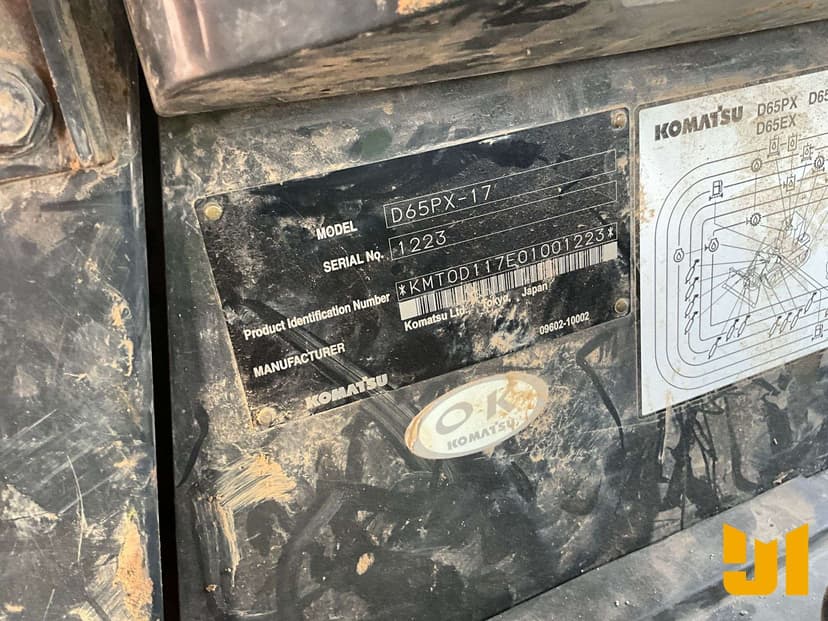 MODEL D65PX-17
SERIAL No. 1223
Product Identification Number *KMT0D117E01001223*
MANUFACTURER Komatsu Ltd. Tokyo, Japan
KOMATSU 09602-10002
OK
KOMATSU
KOMATSU D65PX
D65EX